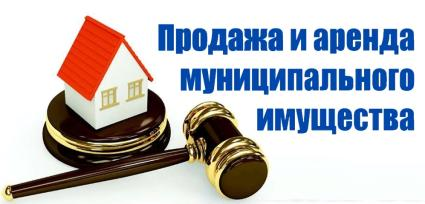 Продажа и аренда
муниципального
имущества